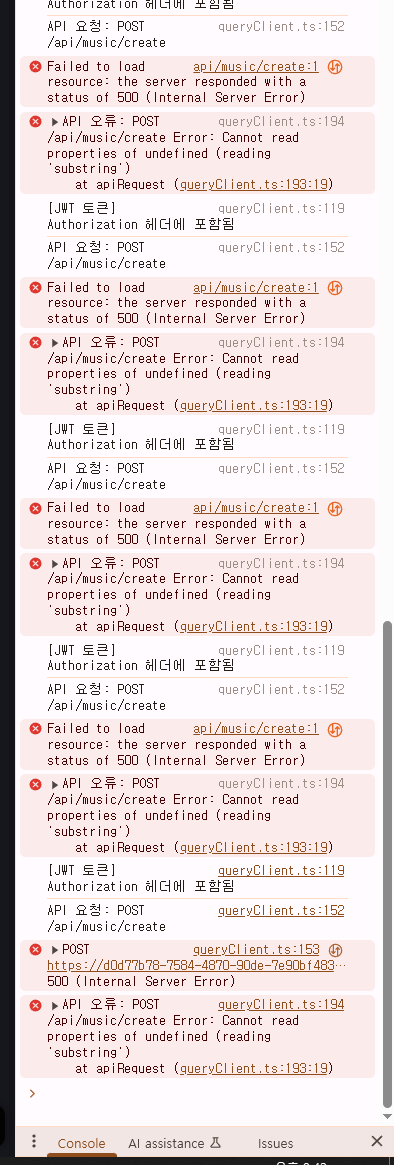 Authorization 헤더에 포함됨
API 요청: POST queryClient.ts:152
/api/music/create
Failed to load api/music/create:1
resource: the server responded with a
status of 500 (Internal Server Error)
▶API 오류: POST queryClient.ts:194
/api/music/create Error: Cannot read
properties of undefined (reading
'substring')
at apiRequest (queryClient.ts:193:19)
[JWT 토큰] queryClient.ts:119
Authorization 헤더에 포함됨
API 요청: POST queryClient.ts:152
/api/music/create
Failed to load api/music/create:1
resource: the server responded with a
status of 500 (Internal Server Error)
▶API 오류: POST queryClient.ts:194
/api/music/create Error: Cannot read
properties of undefined (reading
'substring')
at apiRequest (queryClient.ts:193:19)
[JWT 토큰] queryClient.ts:119
Authorization 헤더에 포함됨
API 요청: POST queryClient.ts:152
/api/music/create
Failed to load api/music/create:1
resource: the server responded with a
status of 500 (Internal Server Error)
▶API 오류: POST queryClient.ts:194
/api/music/create Error: Cannot read
properties of undefined (reading
'substring')
at apiRequest (queryClient.ts:193:19)
[JWT 토큰] queryClient.ts:119
Authorization 헤더에 포함됨
API 요청: POST queryClient.ts:152
/api/music/create
Failed to load api/music/create:1
resource: the server responded with a
status of 500 (Internal Server Error)
▶API 오류: POST queryClient.ts:194
/api/music/create Error: Cannot read
properties of undefined (reading
'substring')
at apiRequest (queryClient.ts:193:19)
[JWT 토큰] queryClient.ts:119
Authorization 헤더에 포함됨
API 요청: POST queryClient.ts:152
/api/music/create
▶POST queryClient.ts:153
https://d0d77b78-7584-4870-90de-7e90bf483…
500 (Internal Server Error)
▶API 오류: POST queryClient.ts:194
/api/music/create Error: Cannot read
properties of undefined (reading
'substring')
at apiRequest (queryClient.ts:193:19)
>
Console AI assistance Issues